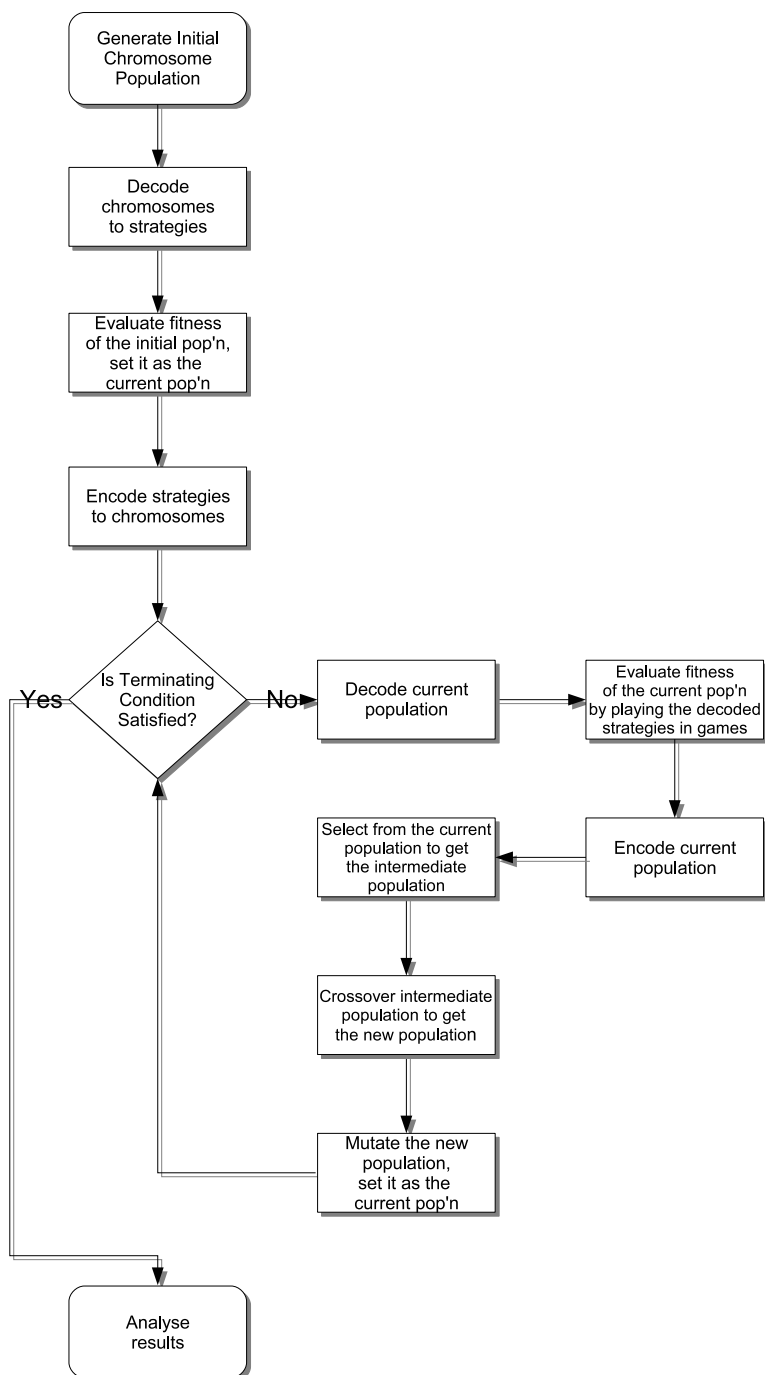 Generate Initial
Chromosome
Population
Decode
chromosomes
to strategies
Evaluate fitness
of the initial pop'n,
set it as the
current pop'n
Encode strategies
to chromosomes
Is Terminating
Condition
Satisfied?
Yes
No
Decode current
population
Evaluate fitness
of the current pop'n
by playing the decoded
strategies in games
Encode current
population
Select from the current
population to get
the intermediate
population
Crossover intermediate
population to get
the new population
Mutate the new
population,
set it as the
current pop'n
Analyse
results